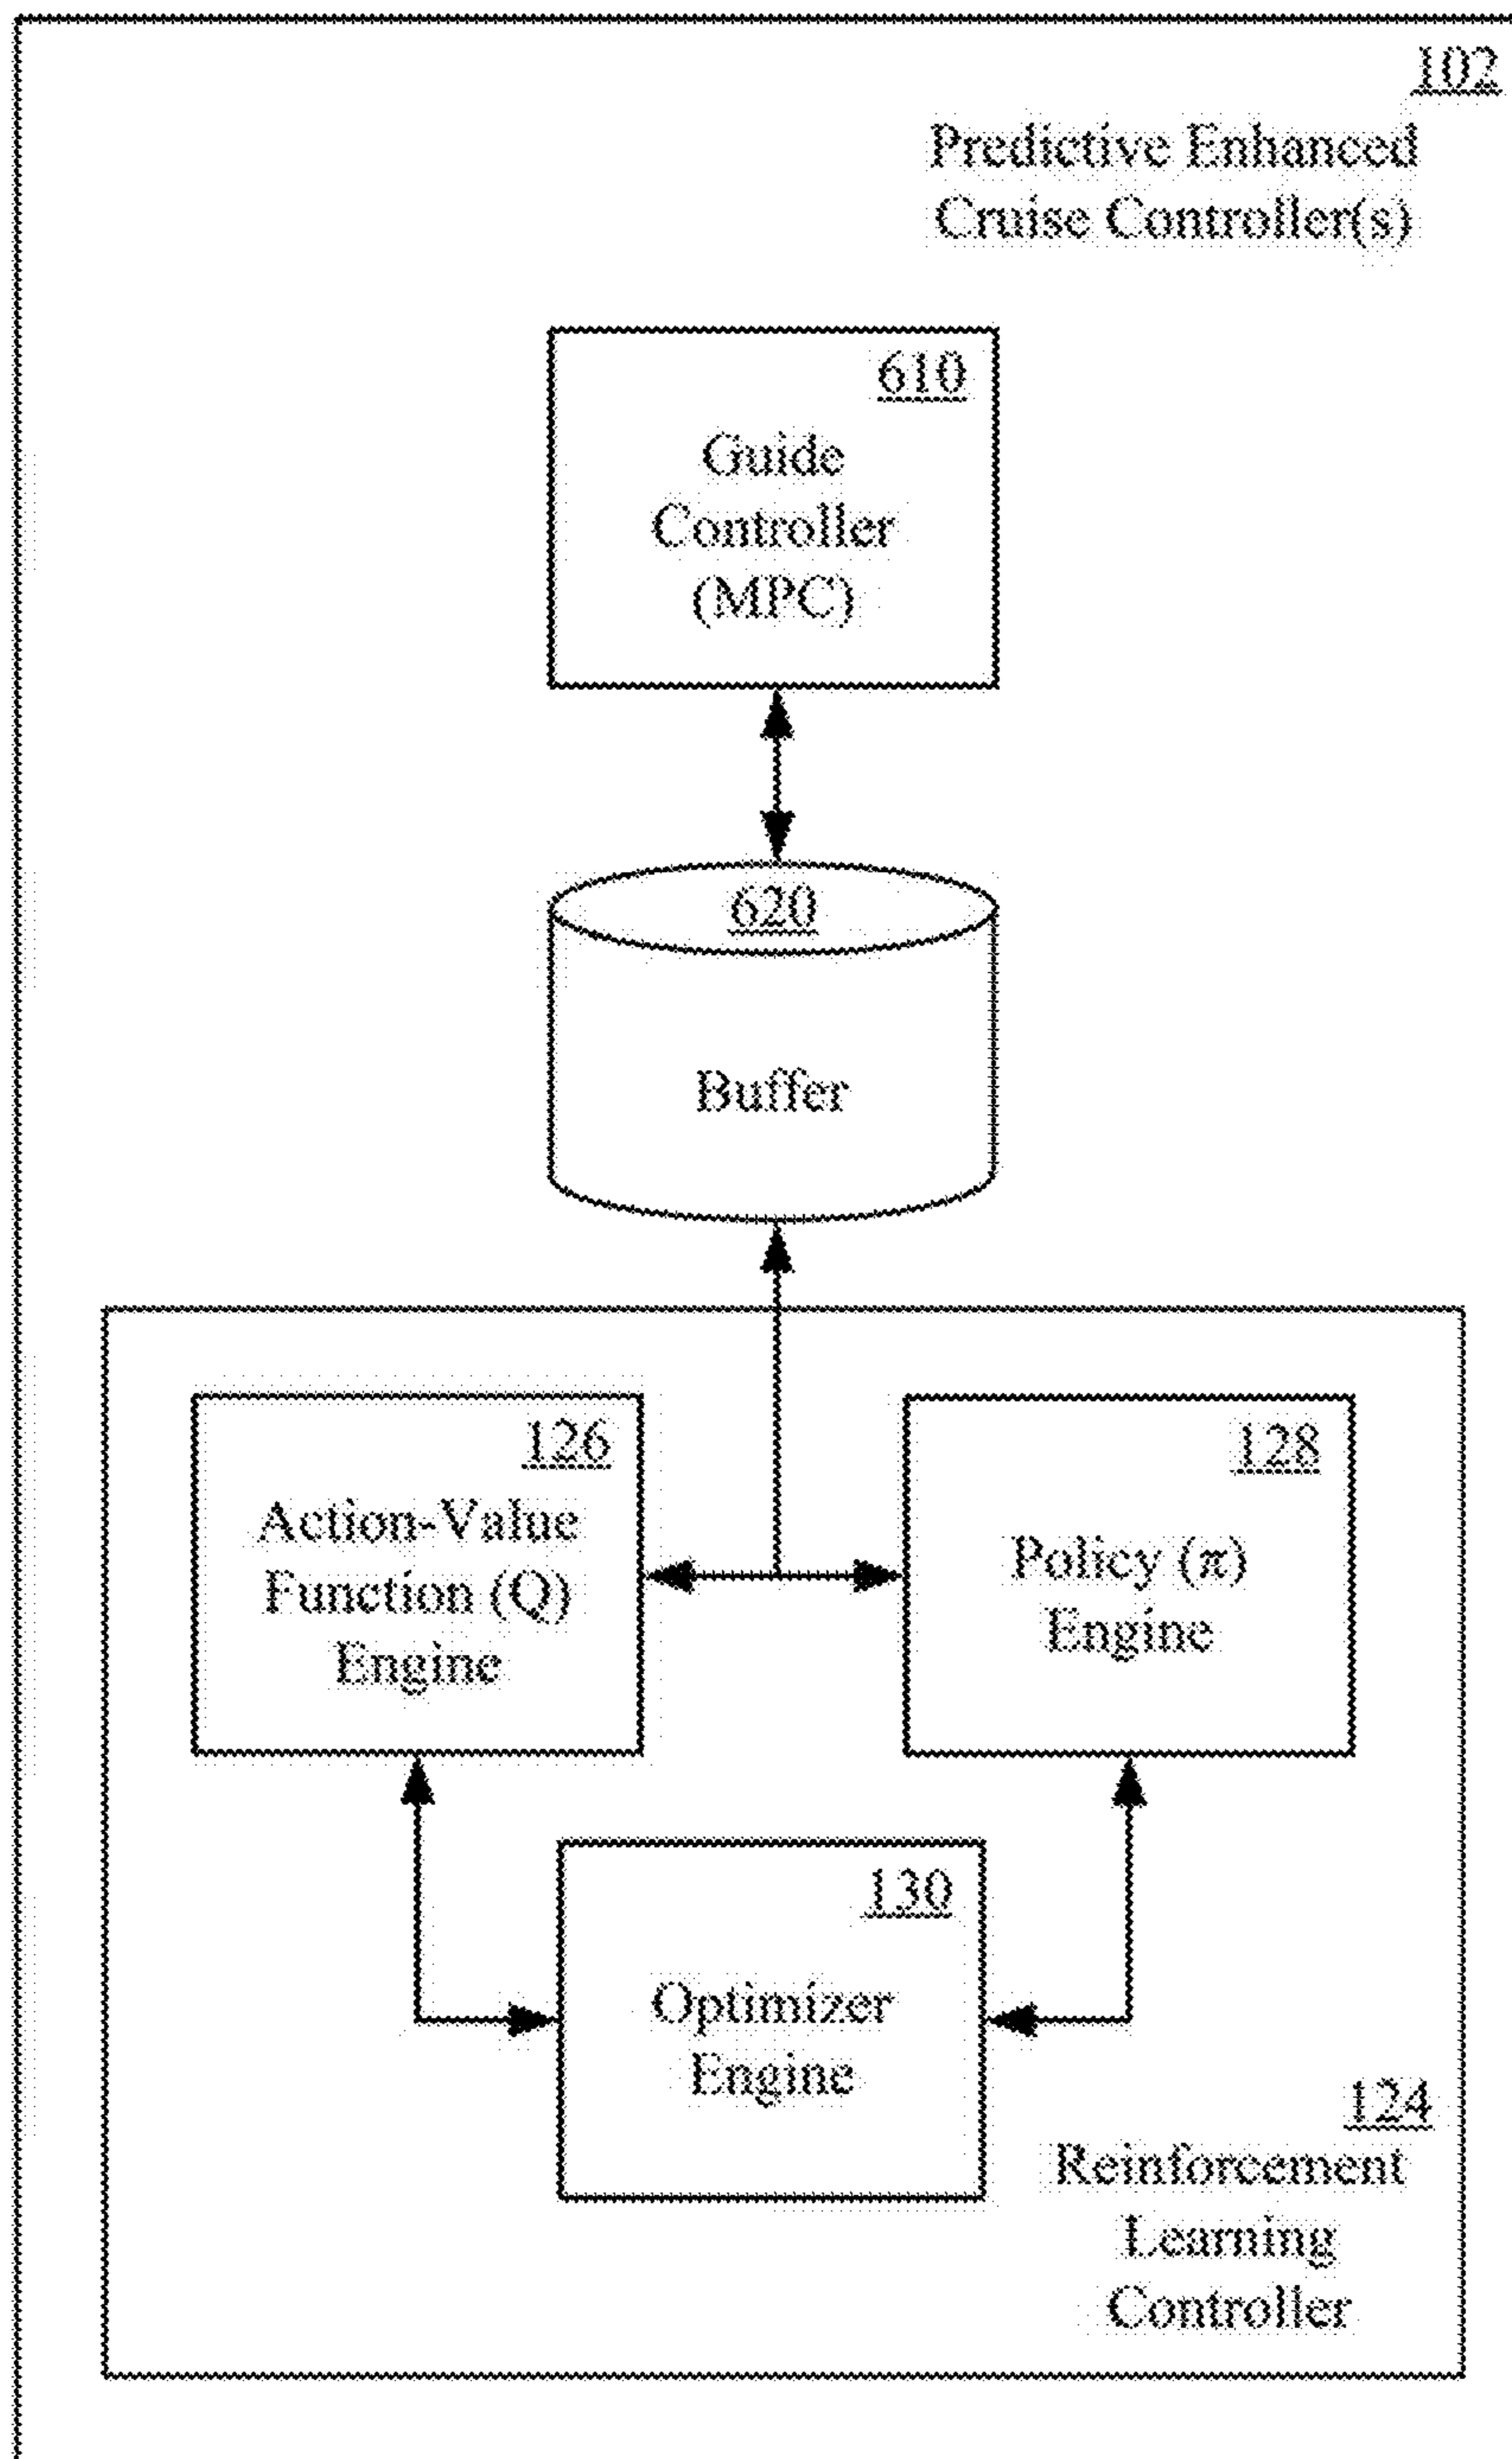 102
Predictive Enhanced
Cruise Controller(s)
610
Guide
Controller
(MPC)
620
Buffer
126
Action-Value
Function (Q)
Engine
128
Policy (π)
Engine
130
Optimizer
Engine
124
Reinforcement
Learning
Controller